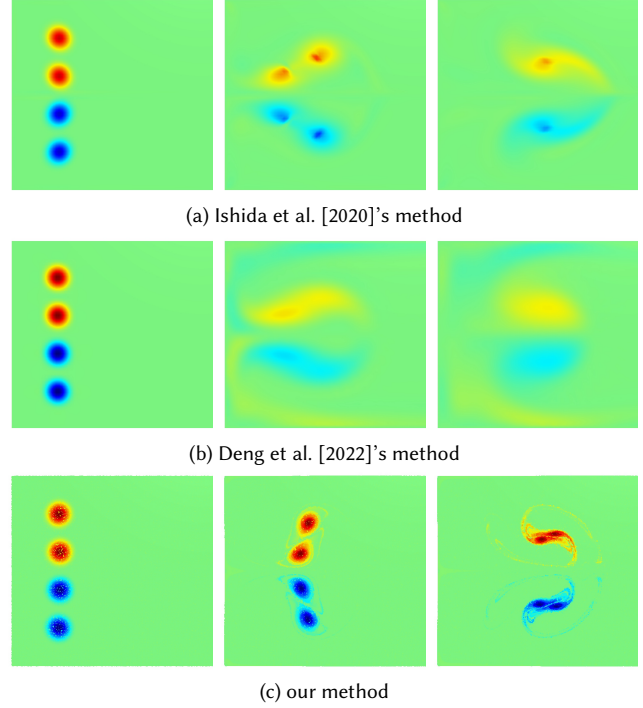 (a) Ishida et al. [2020]'s method
(b) Deng et al. [2022]'s method
(c) our method